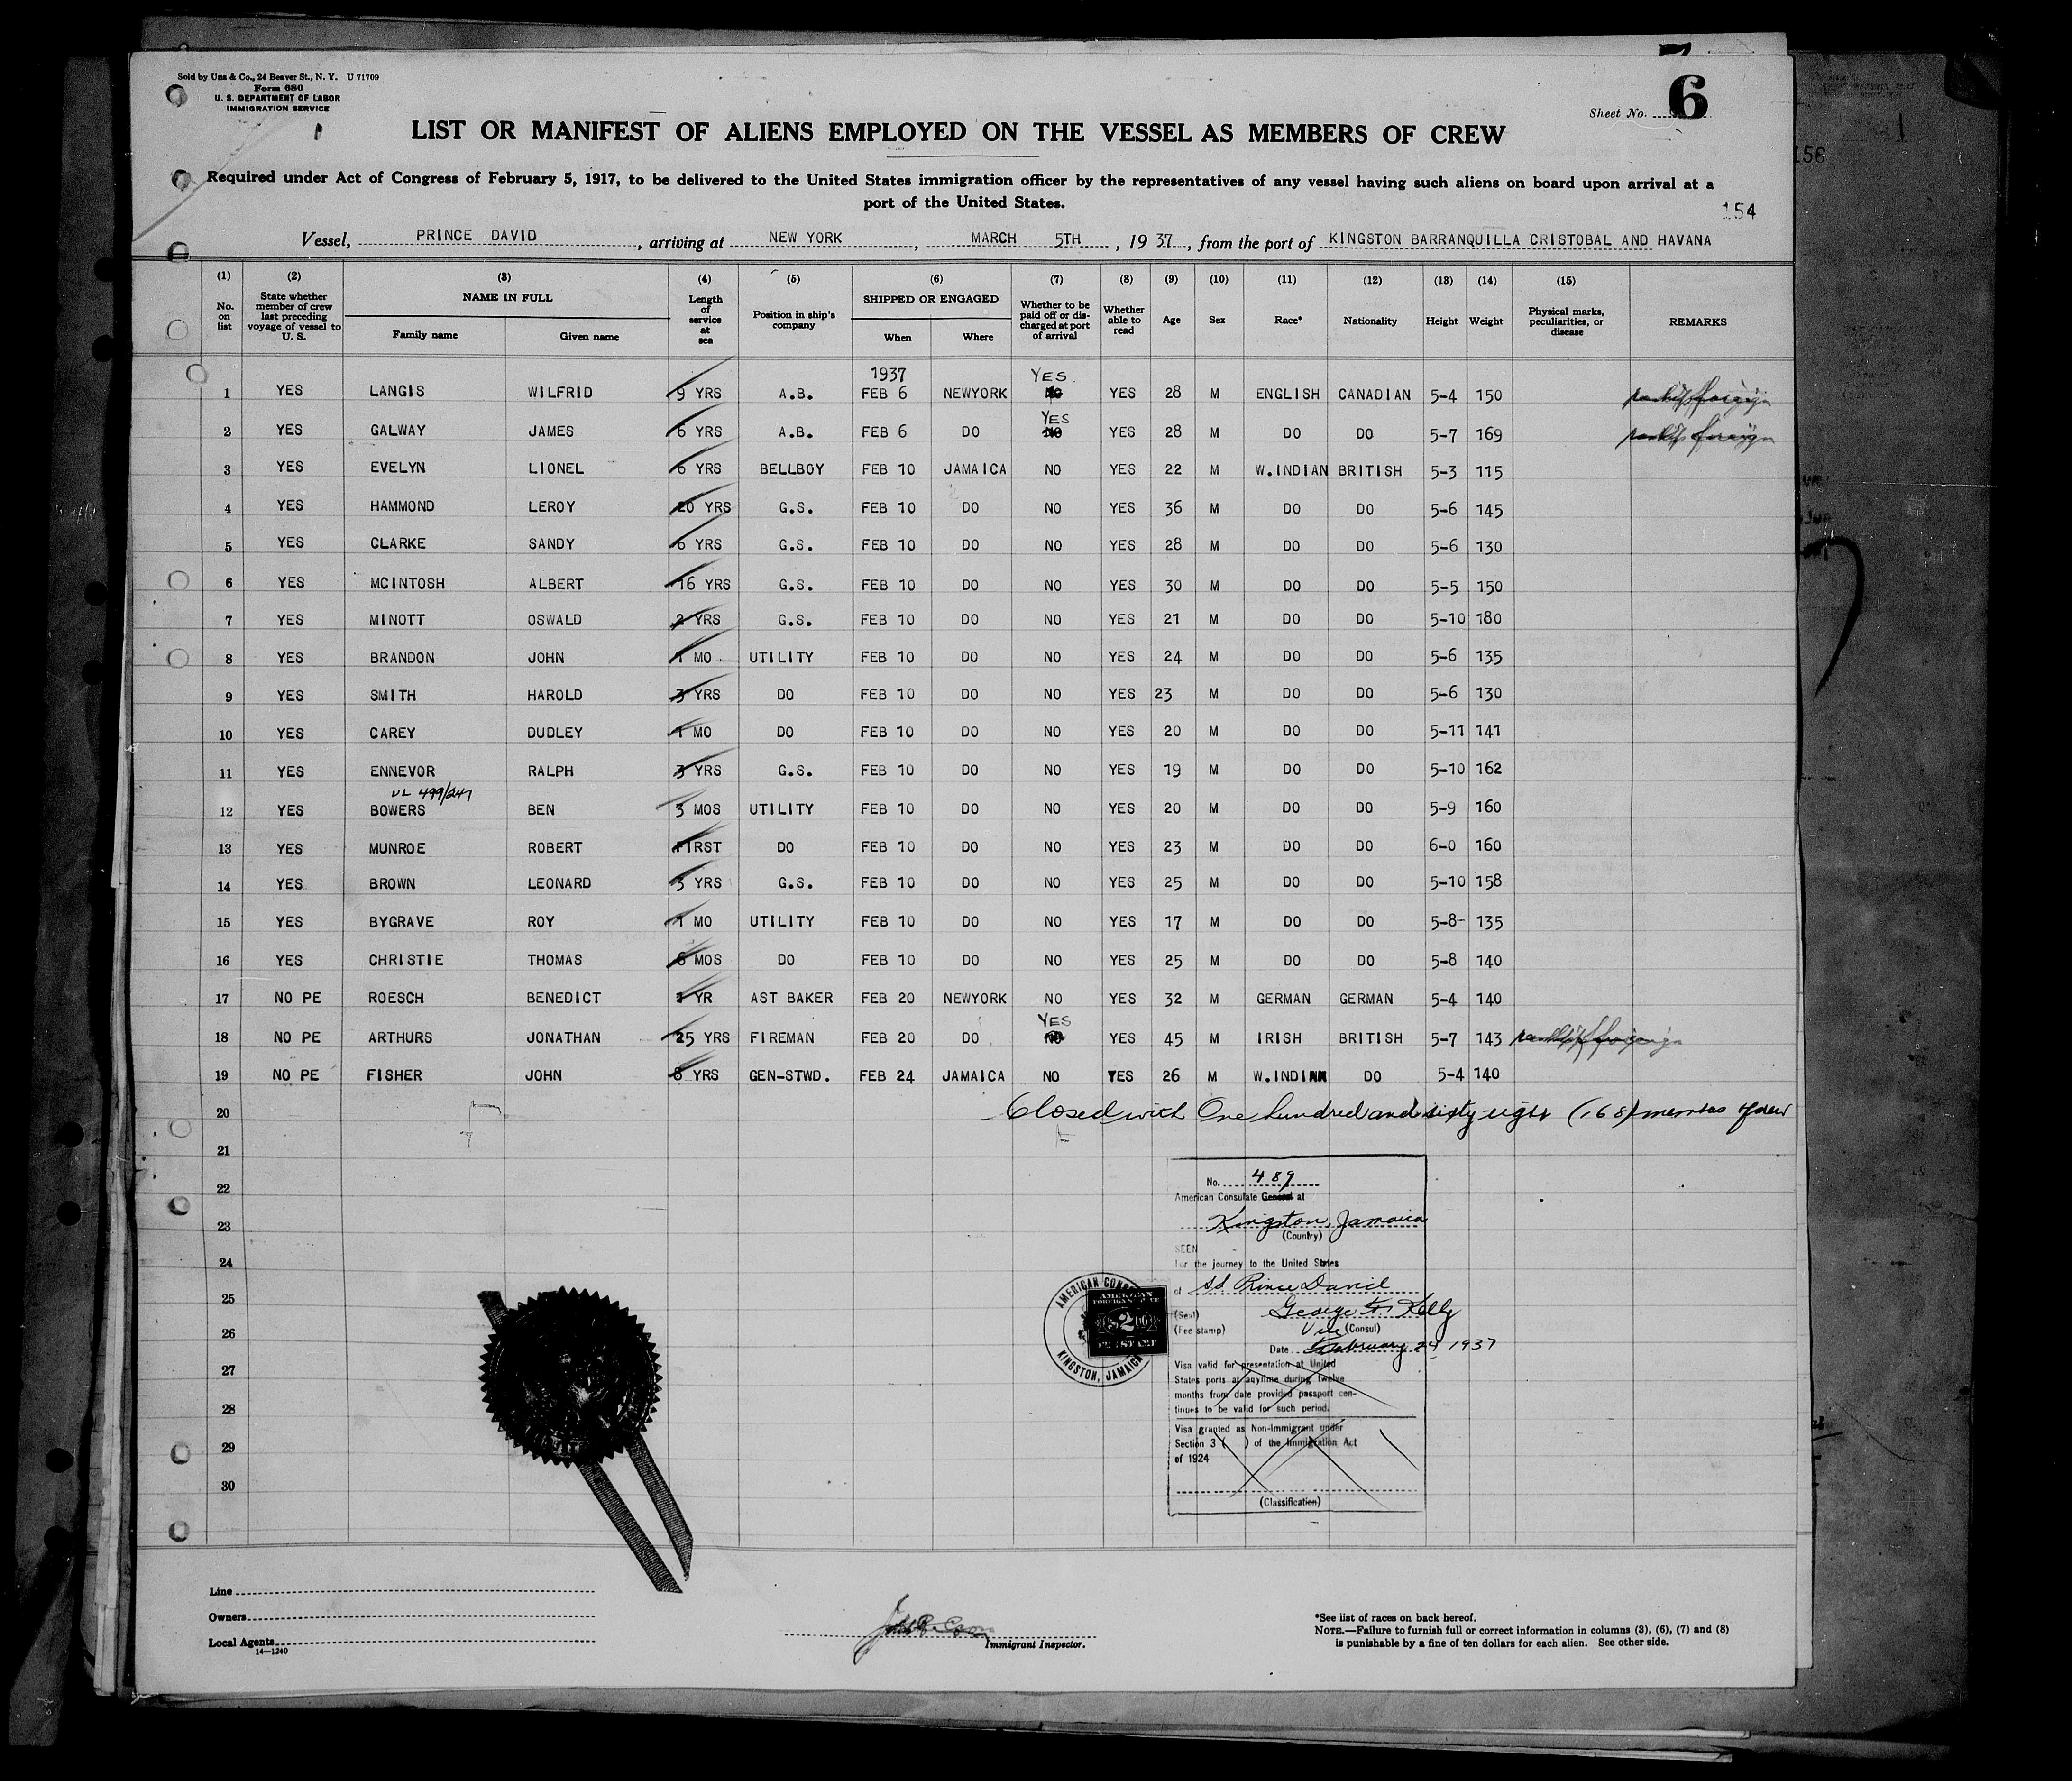 Sold by Unz & Co., 24 Beaver St., N. Y. U 71709
Form 680
U. S. DEPARTMENT OF LABOR
IMMIGRATION SERVICE
Sheet No. 6
LIST OR MANIFEST OF ALIENS EMPLOYED ON THE VESSEL AS MEMBERS OF CREW
Required under Act of Congress of February 5, 1917, to be delivered to the United States immigration officer by the representatives of any vessel having such aliens on board upon arrival at a
port of the United States.
156
154
Vessel, PRINCE DAVID, arriving at NEW YORK, MARCH 5TH, 1937, from the port of KINGSTON BARRANQUILLA CRISTOBAL AND HAVANA
(1) (2) (3) (4) (5) (6) (7) (8) (9) (10) (11) (12) (13) (14) (15)
No. on list
State whether member of crew last preceding voyage of vessel to U. S.
NAME IN FULL
Family name
Given name
Length of service at sea
Position in ship's company
SHIPPED OR ENGAGED
When
Where
Whether to be paid off or discharged at port of arrival
Whether able to read
Age
Sex
Race*
Nationality
Height
Weight
Physical marks, peculiarities, or disease
REMARKS
1937 YES
1 YES LANGIS WILFRID 9 YRS A.B. FEB 6 NEWYORK NO YES 28 M ENGLISH CANADIAN 5-4 150
YES
2 YES GALWAY JAMES 6 YRS A.B. FEB 6 DO NO YES 28 M DO DO 5-7 169
3 YES EVELYN LIONEL 6 YRS BELLBOY FEB 10 JAMAICA NO YES 22 M W.INDIAN BRITISH 5-3 115
4 YES HAMMOND LEROY 20 YRS G.S. FEB 10 DO NO YES 36 M DO DO 5-6 145
5 YES CLARKE SANDY 6 YRS G.S. FEB 10 DO NO YES 28 M DO DO 5-6 130
6 YES MCINTOSH ALBERT 16 YRS G.S. FEB 10 DO NO YES 30 M DO DO 5-5 150
7 YES MINOTT OSWALD 2 YRS G.S. FEB 10 DO NO YES 21 M DO DO 5-10 180
8 YES BRANDON JOHN 1 MO. UTILITY FEB 10 DO NO YES 24 M DO DO 5-6 135
9 YES SMITH HAROLD 3 YRS DO FEB 10 DO NO YES 23 M DO DO 5-6 130
10 YES CAREY DUDLEY 1 MO DO FEB 10 DO NO YES 20 M DO DO 5-11 141
11 YES ENNEVOR RALPH 3 YRS G.S. FEB 10 DO NO YES 19 M DO DO 5-10 162
VL 499/247
12 YES BOWERS BEN 3 MOS UTILITY FEB 10 DO NO YES 20 M DO DO 5-9 160
13 YES MUNROE ROBERT FIRST DO FEB 10 DO NO YES 23 M DO DO 6-0 160
14 YES BROWN LEONARD 3 YRS G.S. FEB 10 DO NO YES 25 M DO DO 5-10 158
15 YES BYGRAVE ROY 1 MO UTILITY FEB 10 DO NO YES 17 M DO DO 5-8- 135
16 YES CHRISTIE THOMAS 6 MOS DO FEB 10 DO NO YES 25 M DO DO 5-8 140
17 NO PE ROESCH BENEDICT 1 YR AST BAKER FEB 20 NEWYORK NO YES 32 M GERMAN GERMAN 5-4 140
YES
18 NO PE ARTHURS JONATHAN 25 YRS FIREMAN FEB 20 DO NO YES 45 M IRISH BRITISH 5-7 143
19 NO PE FISHER JOHN 8 YRS GEN-STWD. FEB 24 JAMAICA NO YES 26 M W.INDIAN DO 5-4 140
20 Closed with One hundred and sixty-eight (168) members of crew
21
22
23
24
25
26
27
28
29
30
No. 489
American Consulate General at
Kingston, Jamaica
(Country)
SEEN
For the journey to the United States
of S.S. Prince David
(Seal) George F. Kelly
(Fee stamp) Vice (Consul)
Date February 24, 1937
Visa valid for presentation at United
States ports at anytime during twelve
months from date provided passport con-
tinues to be valid for such period.
Visa granted as Non-Immigrant under
Section 3 ( ) of the Immigration Act
of 1924
(Classification)
AMERICAN
KINGSTON, JAMAICA
AMERICAN
FOREIGN SERVICE
$2.00
Line
Owners
Local Agents
14—1240
Immigrant Inspector.
*See list of races on back hereof.
NOTE.—Failure to furnish full or correct information in columns (3), (6), (7) and (8)
is punishable by a fine of ten dollars for each alien. See other side.